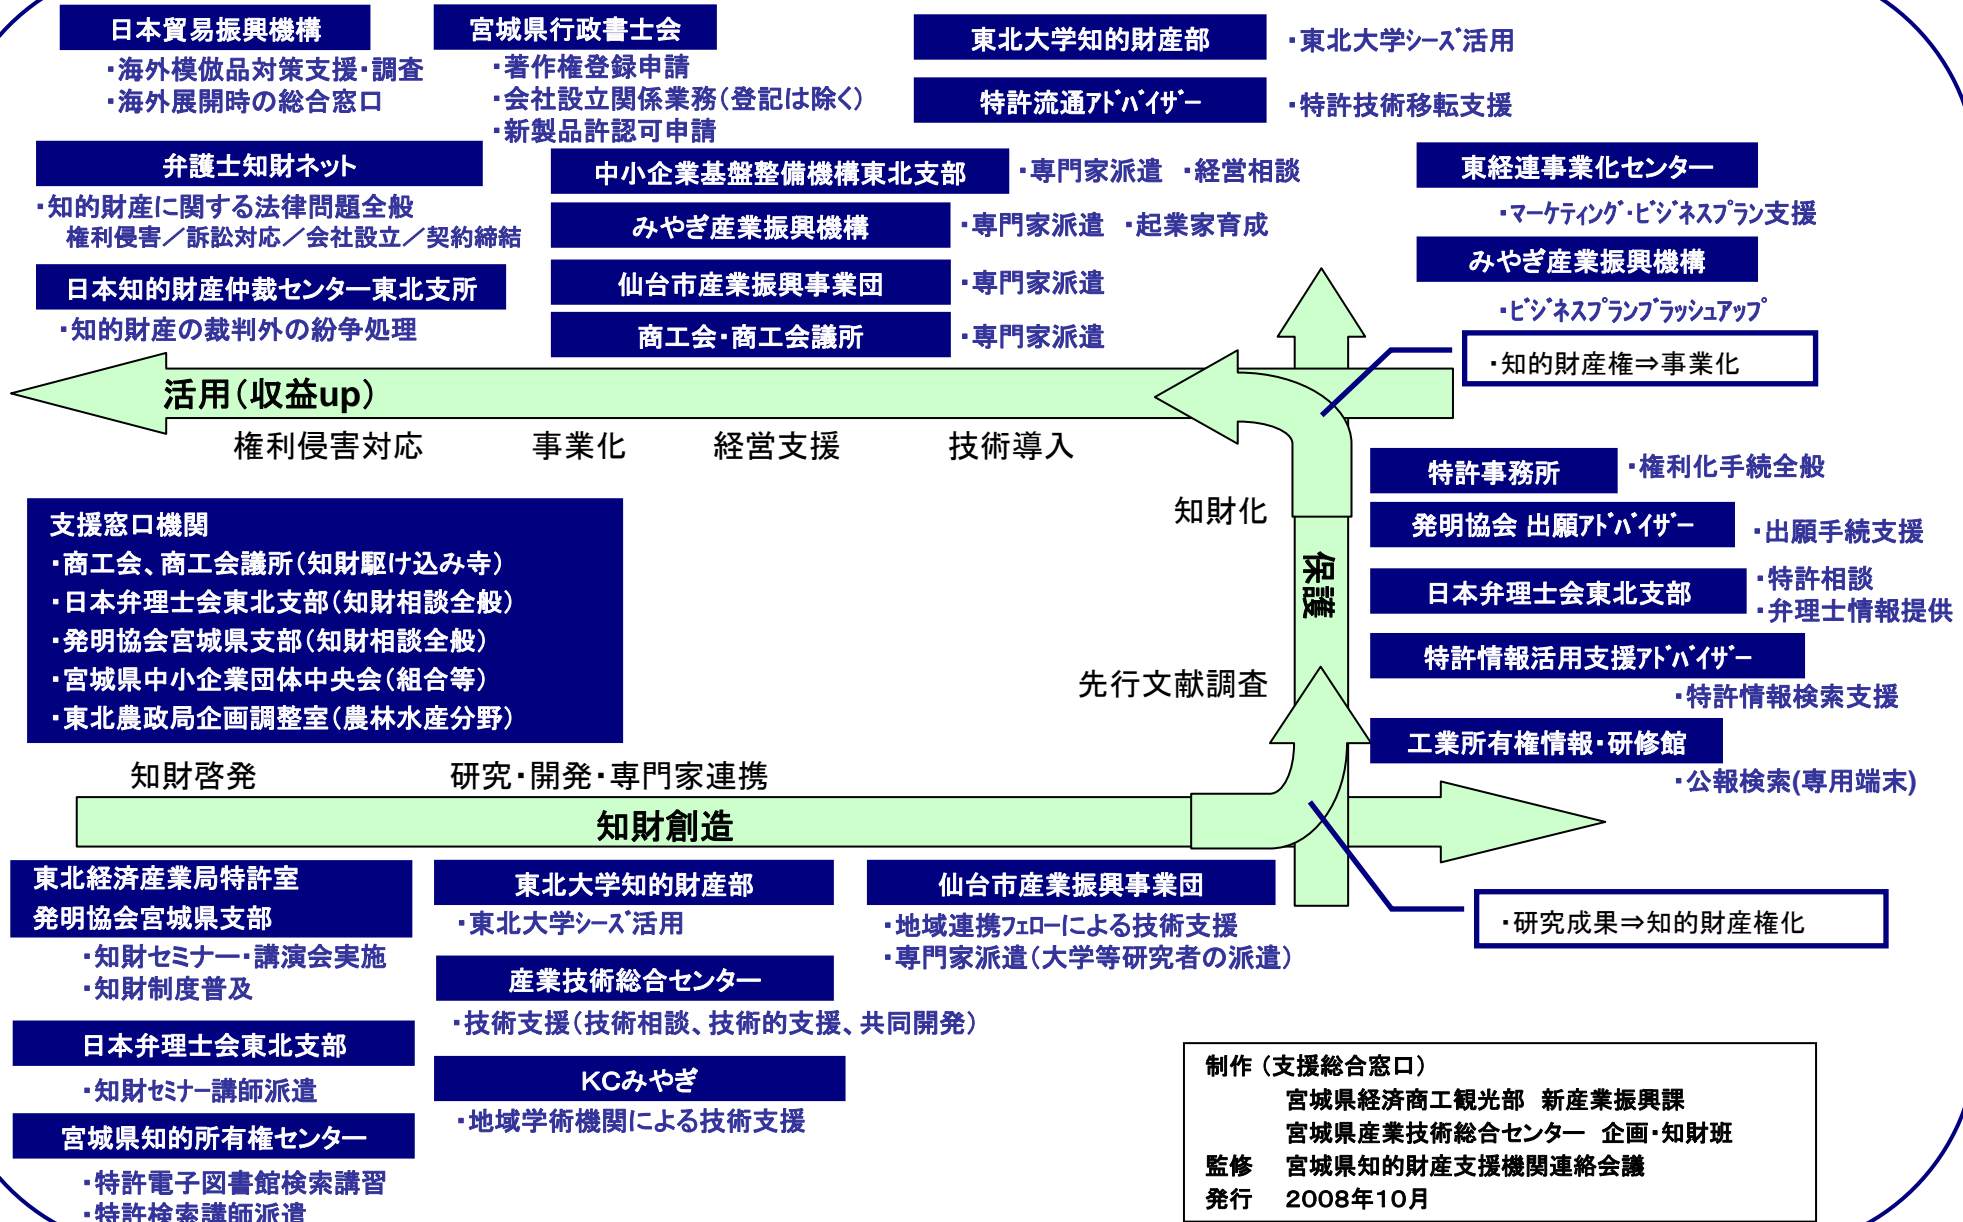 日本貿易振興機構
・海外模倣品対策支援・調査
・海外展開時の総合窓口
宮城県行政書士会
・著作権登録申請
・会社設立関係業務(登記は除く)
・新製品許認可申請
東北大学知的財産部
・東北大学シーズ活用
特許流通アドバイザー
・特許技術移転支援
弁護士知財ネット
・知的財産に関する法律問題全般
権利侵害／訴訟対応／会社設立／契約締結
日本知的財産仲裁センター東北支所
・知的財産の裁判外の紛争処理
中小企業基盤整備機構東北支部
・専門家派遣 ・経営相談
みやぎ産業振興機構
・専門家派遣 ・起業家育成
仙台市産業振興事業団
・専門家派遣
商工会・商工会議所
・専門家派遣
東経連事業化センター
・マーケティング・ビジネスプラン支援
みやぎ産業振興機構
・ビジネスプランブラッシュアップ
・知的財産権⇒事業化
活用(収益up)
権利侵害対応
事業化
経営支援
技術導入
知財化
保護
先行文献調査
特許事務所
・権利化手続全般
発明協会 出願アドバイザー
・出願手続支援
日本弁理士会東北支部
・特許相談
・弁理士情報提供
特許情報活用支援アドバイザー
・特許情報検索支援
工業所有権情報・研修館
・公報検索(専用端末)
支援窓口機関
・商工会、商工会議所(知財駆け込み寺)
・日本弁理士会東北支部(知財相談全般)
・発明協会宮城県支部(知財相談全般)
・宮城県中小企業団体中央会(組合等)
・東北農政局企画調整室(農林水産分野)
知財啓発
研究・開発・専門家連携
知財創造
東北経済産業局特許室
発明協会宮城県支部
・知財セミナー・講演会実施
・知財制度普及
日本弁理士会東北支部
・知財セミナー講師派遣
宮城県知的所有権センター
・特許電子図書館検索講習
・特許検索講師派遣
東北大学知的財産部
・東北大学シーズ活用
産業技術総合センター
・技術支援(技術相談、技術的支援、共同開発)
KCみやぎ
・地域学術機関による技術支援
仙台市産業振興事業団
・地域連携フェローによる技術支援
・専門家派遣(大学等研究者の派遣)
・研究成果⇒知的財産権化
制作 (支援総合窓口)
宮城県経済商工観光部 新産業振興課
宮城県産業技術総合センター 企画・知財班
監修 宮城県知的財産支援機関連絡会議
発行 2008年10月